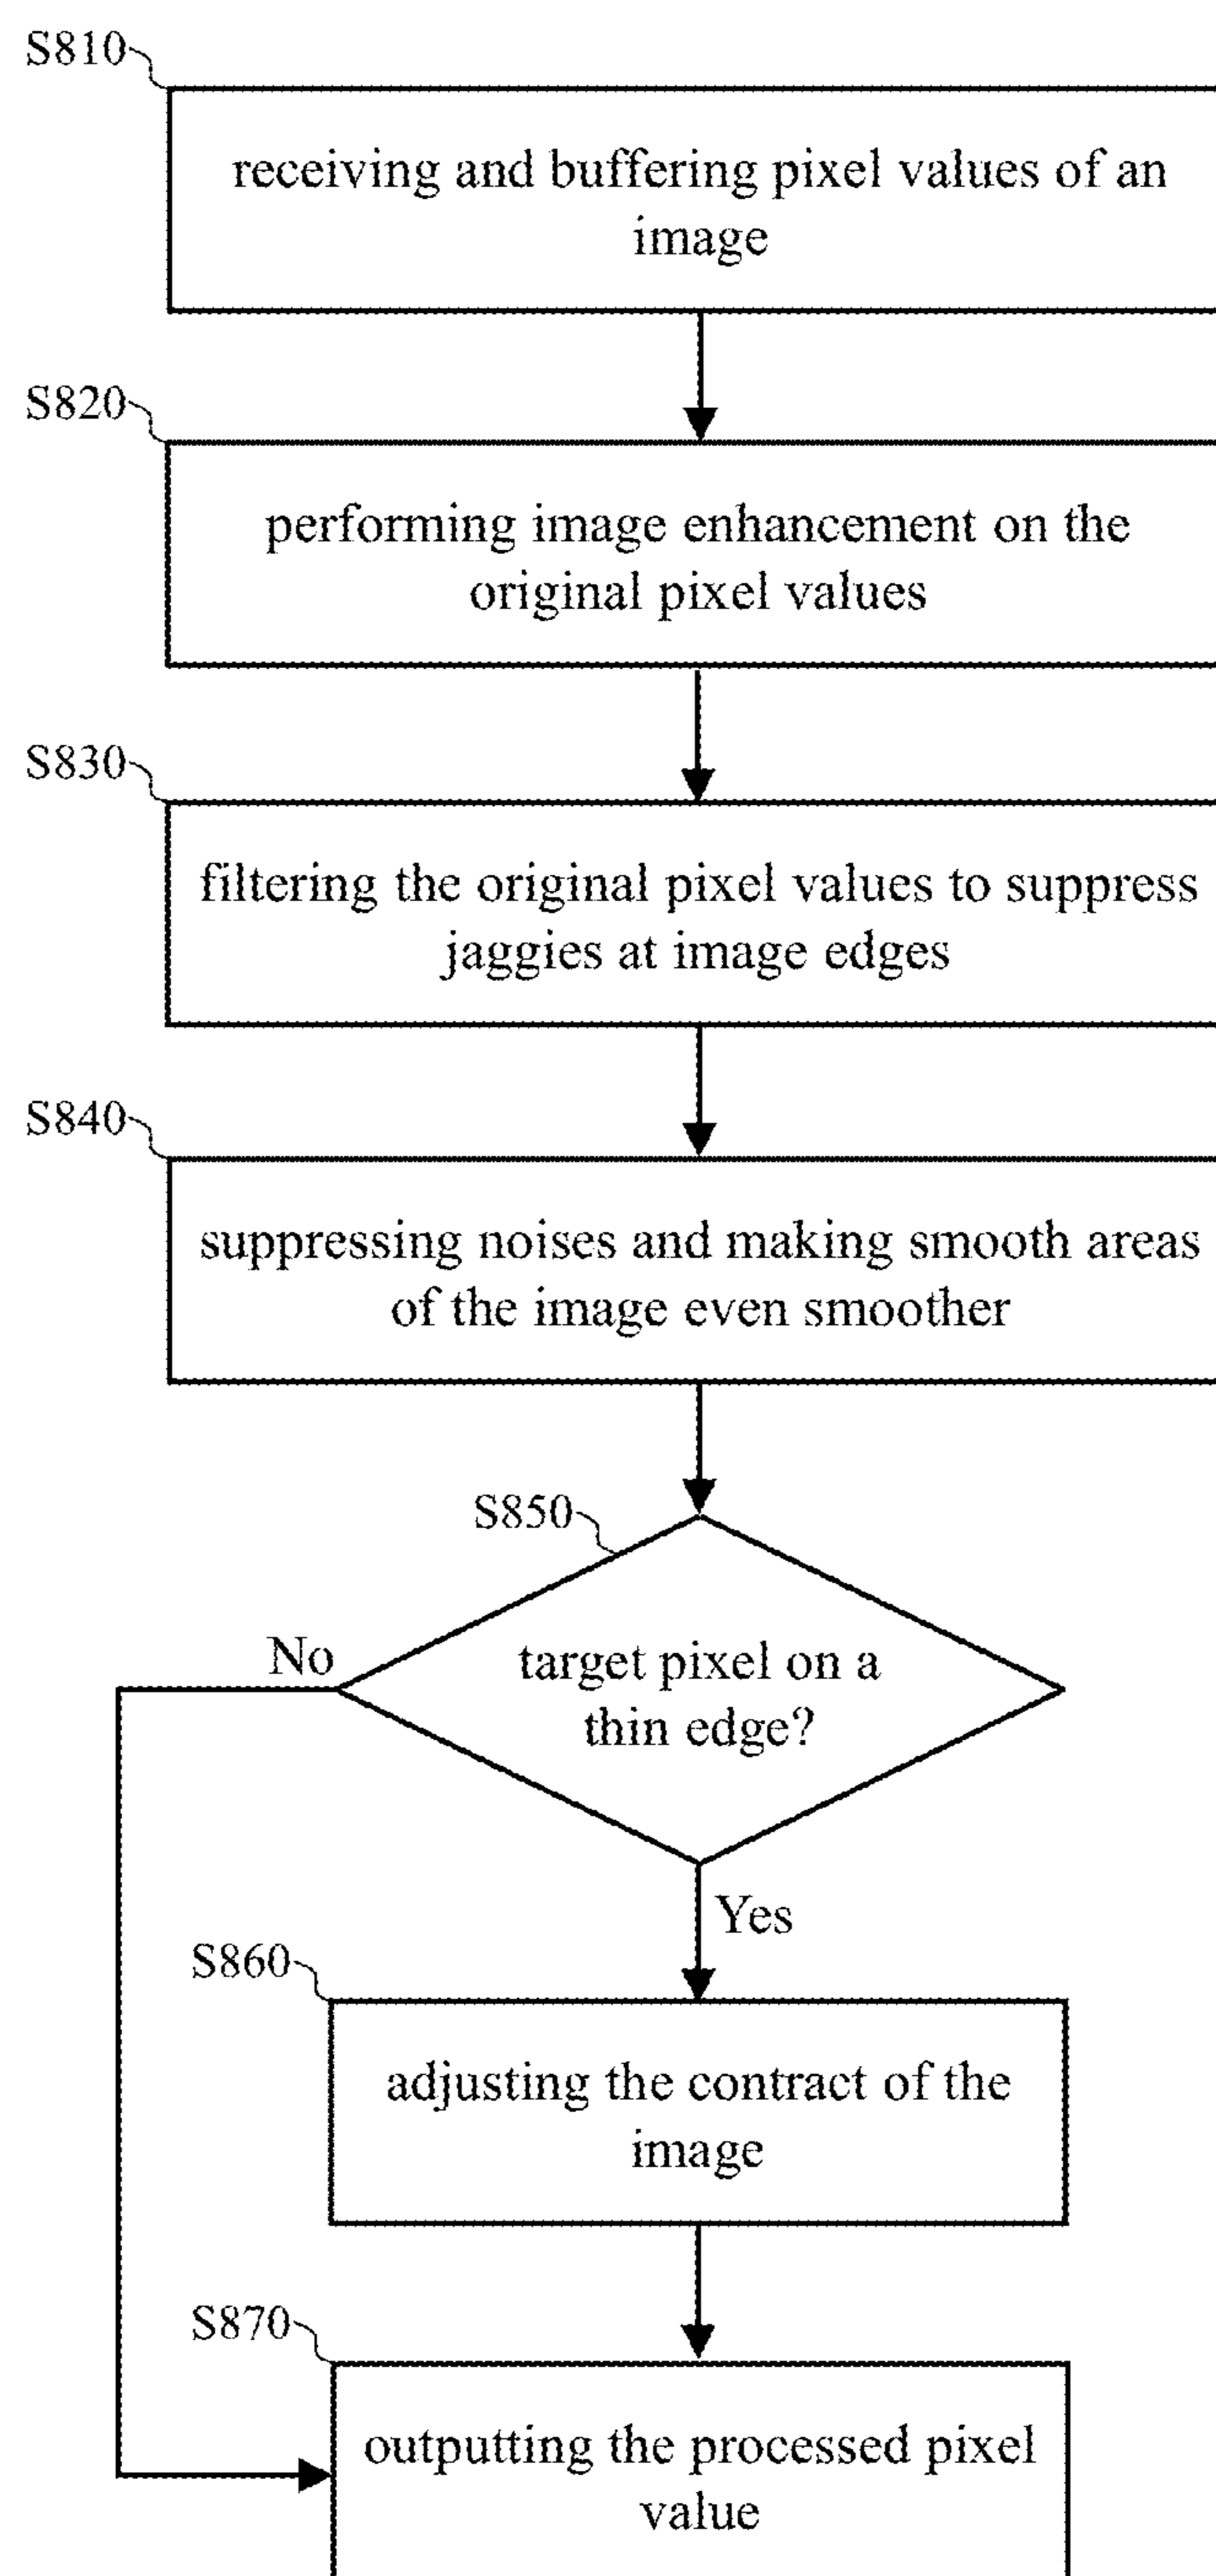 S810
receiving and buffering pixel values of an
image
S820
performing image enhancement on the
original pixel values
S830
filtering the original pixel values to suppress
jaggies at image edges
S840
suppressing noises and making smooth areas
of the image even smoother
S850
No
target pixel on a
thin edge?
Yes
S860
adjusting the contract of the
image
S870
outputting the processed pixel
value